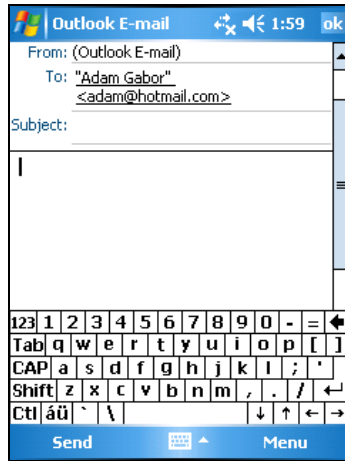 Outlook E-mail 1:59 ok
From: (Outlook E-mail)
To: "Adam Gabor"
<adam@hotmail.com>
Subject:
123 1 2 3 4 5 6 7 8 9 0 - =
Tab q w e r t y u i o p [ ]
CAP a s d f g h j k l ; '
Shift z x c v b n m , . /
Ctl áü ` \
Send Menu